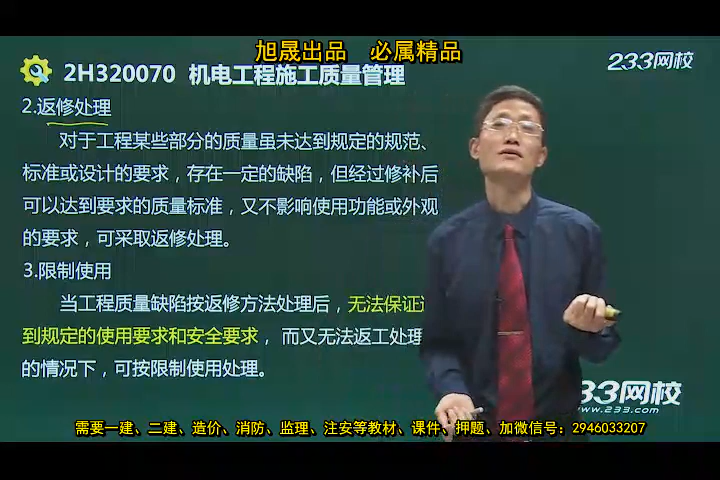 旭晟出品 必属精品
2H320070 机电工程施工质量管理
233网校
2.返修处理
对于工程某些部分的质量虽未达到规定的规范、
标准或设计的要求，存在一定的缺陷，但经过修补后
可以达到要求的质量标准，又不影响使用功能或外观
的要求，可采取返修处理。
3.限制使用
当工程质量缺陷按返修方法处理后，无法保证达
到规定的使用要求和安全要求，而又无法返工处理
的情况下，可按限制使用处理。
233网校
www.233.com
需要一建、二建、造价、消防、监理、注安等教材、课件、押题、加微信号：2946033207